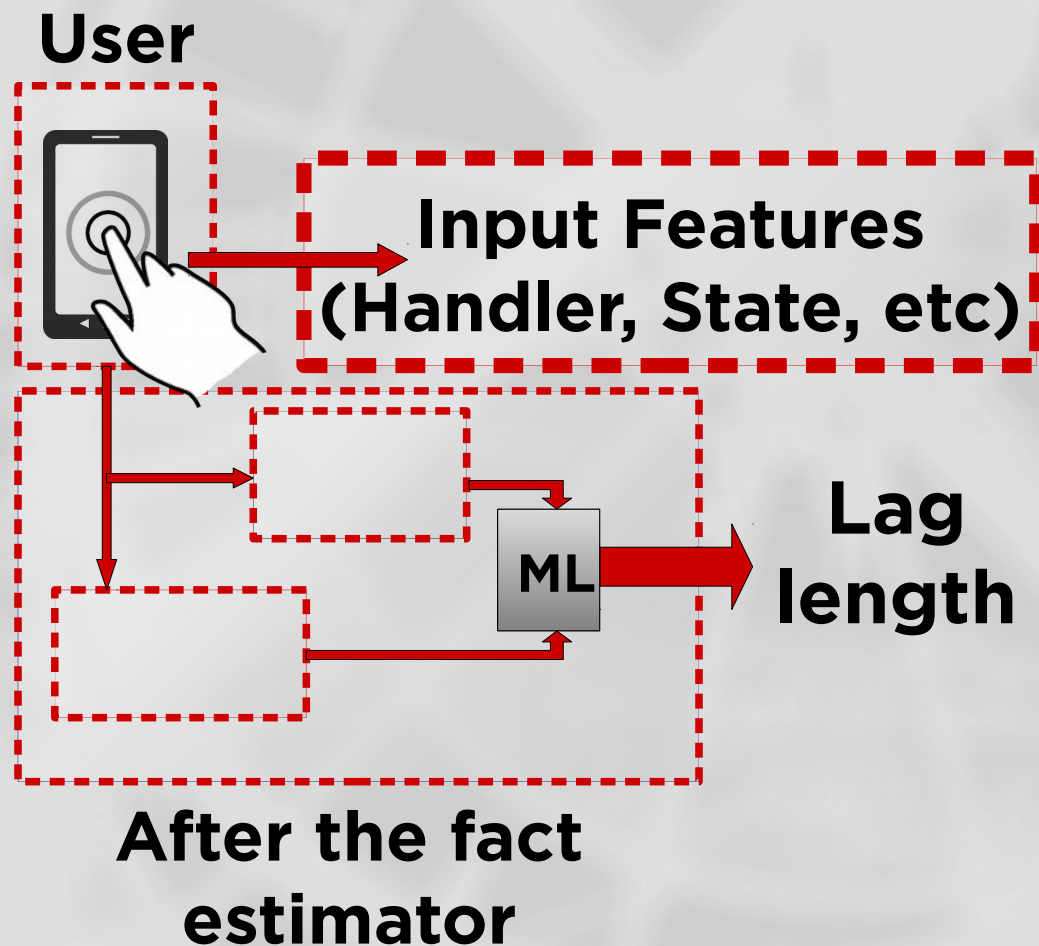 User
Input Features
(Handler, State, etc)
ML
Lag
length
After the fact
estimator